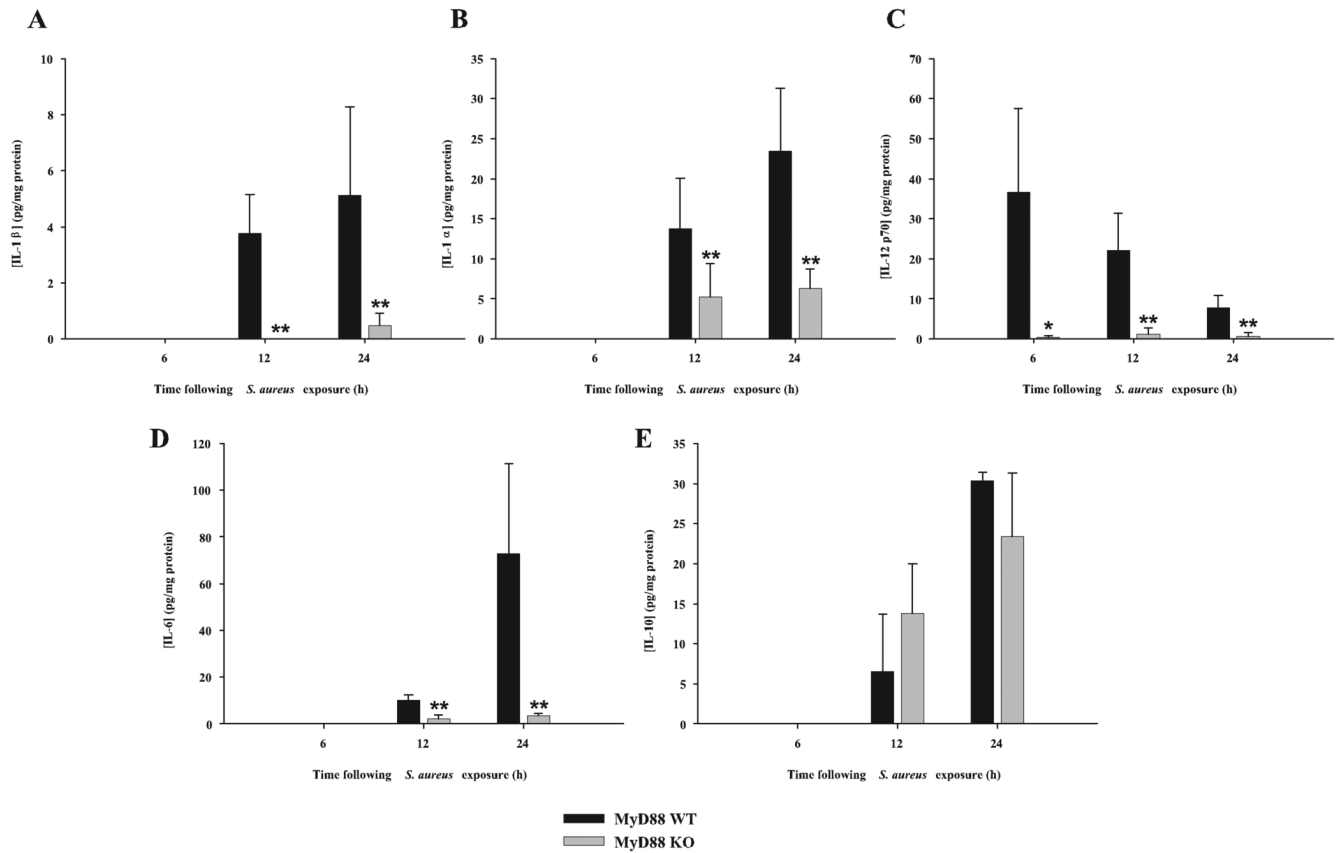 A
[IL-1 β] (pg/mg protein)
10
8
6
4
2
0
**
**
6 12 24
Time following S. aureus exposure (h)
B
[IL-1 α] (pg/mg protein)
35
30
25
20
15
10
5
0
**
**
6 12 24
Time following S. aureus exposure (h)
C
[IL-12 p70] (pg/mg protein)
70
60
50
40
30
20
10
0
*
**
**
6 12 24
Time following S. aureus exposure (h)
D
[IL-6] (pg/mg protein)
120
100
80
60
40
20
0
**
**
6 12 24
Time following S. aureus exposure (h)
E
[IL-10] (pg/mg protein)
35
30
25
20
15
10
5
0
6 12 24
Time following S. aureus exposure (h)
MyD88 WT
MyD88 KO